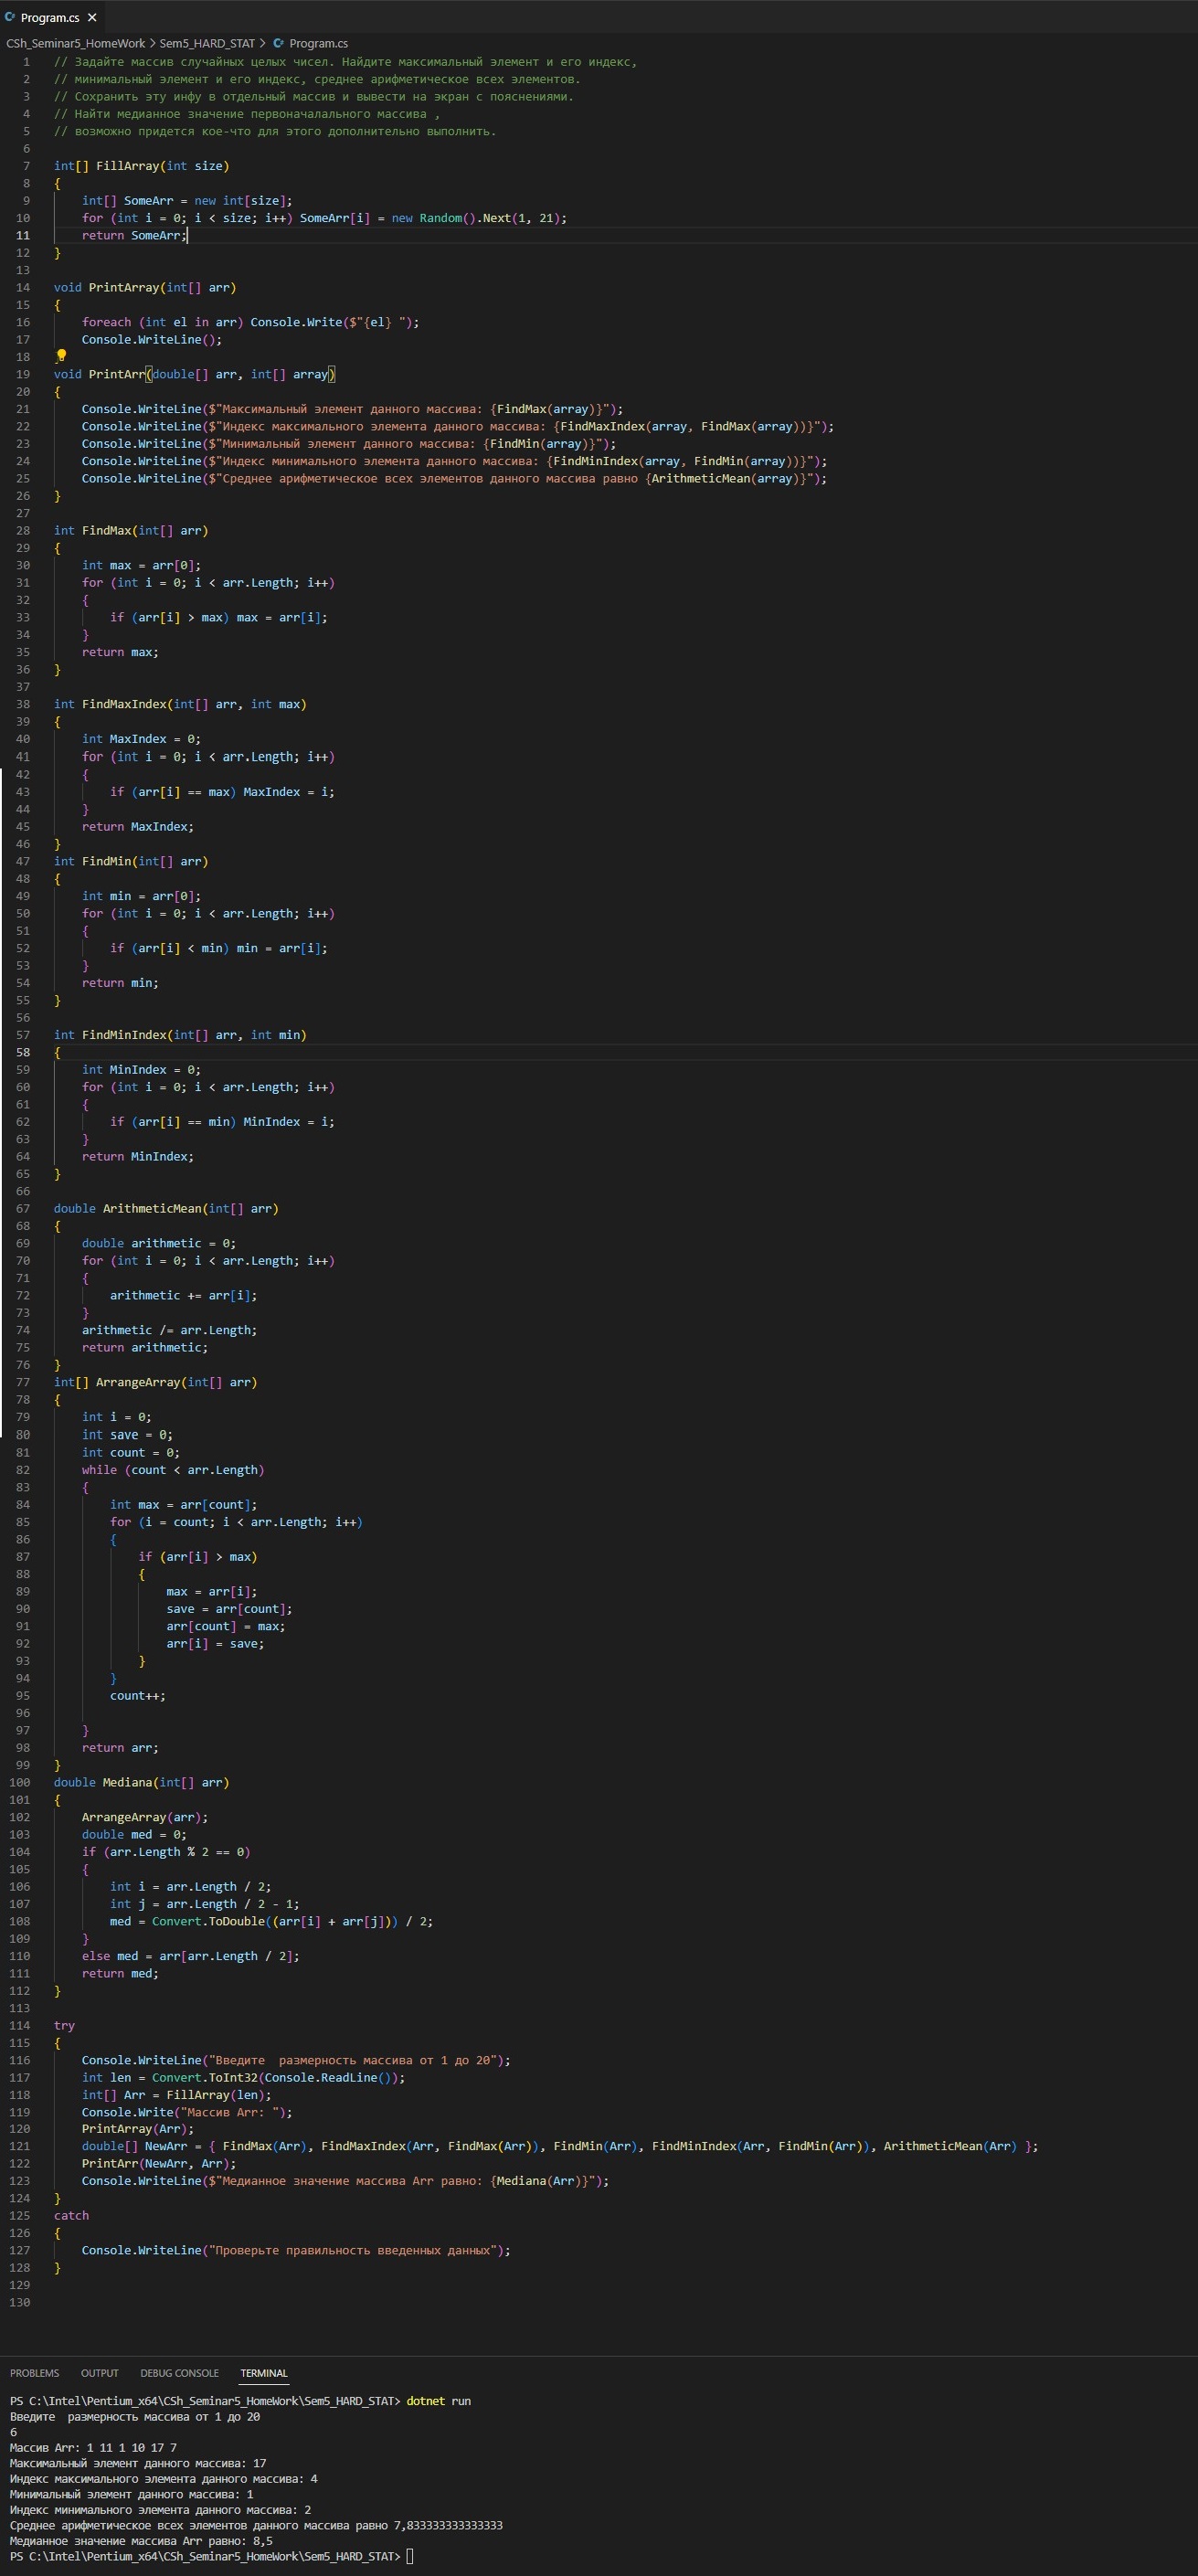 Program.cs
CSh_Seminar5_HomeWork > Sem5_HARD_STAT > Program.cs
1 // Задайте массив случайных целых чисел. Найдите максимальный элемент и его индекс,
2 // минимальный элемент и его индекс, среднее арифметическое всех элементов.
3 // Сохранить эту инфу в отдельный массив и вывести на экран с пояснениями.
4 // Найти медианное значение первоначалального массива ,
5 // возможно придется кое-что для этого дополнительно выполнить.
6
7 int[] FillArray(int size)
8 {
9     int[] SomeArr = new int[size];
10     for (int i = 0; i < size; i++) SomeArr[i] = new Random().Next(1, 21);
11     return SomeArr;
12 }
13
14 void PrintArray(int[] arr)
15 {
16     foreach (int el in arr) Console.Write($"{el} ");
17     Console.WriteLine();
18 }
19 void PrintArr(double[] arr, int[] array)
20 {
21     Console.WriteLine($"Максимальный элемент данного массива: {FindMax(array)}");
22     Console.WriteLine($"Индекс максимального элемента данного массива: {FindMaxIndex(array, FindMax(array))}");
23     Console.WriteLine($"Минимальный элемент данного массива: {FindMin(array)}");
24     Console.WriteLine($"Индекс минимального элемента данного массива: {FindMinIndex(array, FindMin(array))}");
25     Console.WriteLine($"Среднее арифметическое всех элементов данного массива равно {ArithmeticMean(array)}");
26 }
27
28 int FindMax(int[] arr)
29 {
30     int max = arr[0];
31     for (int i = 0; i < arr.Length; i++)
32     {
33         if (arr[i] > max) max = arr[i];
34     }
35     return max;
36 }
37
38 int FindMaxIndex(int[] arr, int max)
39 {
40     int MaxIndex = 0;
41     for (int i = 0; i < arr.Length; i++)
42     {
43         if (arr[i] == max) MaxIndex = i;
44     }
45     return MaxIndex;
46 }
47 int FindMin(int[] arr)
48 {
49     int min = arr[0];
50     for (int i = 0; i < arr.Length; i++)
51     {
52         if (arr[i] < min) min = arr[i];
53     }
54     return min;
55 }
56
57 int FindMinIndex(int[] arr, int min)
58 {
59     int MinIndex = 0;
60     for (int i = 0; i < arr.Length; i++)
61     {
62         if (arr[i] == min) MinIndex = i;
63     }
64     return MinIndex;
65 }
66
67 double ArithmeticMean(int[] arr)
68 {
69     double arithmetic = 0;
70     for (int i = 0; i < arr.Length; i++)
71     {
72         arithmetic += arr[i];
73     }
74     arithmetic /= arr.Length;
75     return arithmetic;
76 }
77 int[] ArrangeArray(int[] arr)
78 {
79     int i = 0;
80     int save = 0;
81     int count = 0;
82     while (count < arr.Length)
83     {
84         int max = arr[count];
85         for (i = count; i < arr.Length; i++)
86         {
87             if (arr[i] > max)
88             {
89                 max = arr[i];
90                 save = arr[count];
91                 arr[count] = max;
92                 arr[i] = save;
93             }
94         }
95         count++;
96
97     }
98     return arr;
99 }
100 double Mediana(int[] arr)
101 {
102     ArrangeArray(arr);
103     double med = 0;
104     if (arr.Length % 2 == 0)
105     {
106         int i = arr.Length / 2;
107         int j = arr.Length / 2 - 1;
108         med = Convert.ToDouble((arr[i] + arr[j])) / 2;
109     }
110     else med = arr[arr.Length / 2];
111     return med;
112 }
113
114 try
115 {
116     Console.WriteLine("Введите  размерность массива от 1 до 20");
117     int len = Convert.ToInt32(Console.ReadLine());
118     int[] Arr = FillArray(len);
119     Console.Write("Массив Arr: ");
120     PrintArray(Arr);
121     double[] NewArr = { FindMax(Arr), FindMaxIndex(Arr, FindMax(Arr)), FindMin(Arr), FindMinIndex(Arr, FindMin(Arr)), ArithmeticMean(Arr) };
122     PrintArr(NewArr, Arr);
123     Console.WriteLine($"Медианное значение массива Arr равно: {Mediana(Arr)}");
124 }
125 catch
126 {
127     Console.WriteLine("Проверьте правильность введенных данных");
128 }
129
130
PROBLEMS OUTPUT DEBUG CONSOLE TERMINAL
PS C:\Intel\Pentium_x64\CSh_Seminar5_HomeWork\Sem5_HARD_STAT> dotnet run
Введите  размерность массива от 1 до 20
6
Массив Arr: 1 11 1 10 17 7
Максимальный элемент данного массива: 17
Индекс максимального элемента данного массива: 4
Минимальный элемент данного массива: 1
Индекс минимального элемента данного массива: 2
Среднее арифметическое всех элементов данного массива равно 7,833333333333333
Медианное значение массива Arr равно: 8,5
PS C:\Intel\Pentium_x64\CSh_Seminar5_HomeWork\Sem5_HARD_STAT>